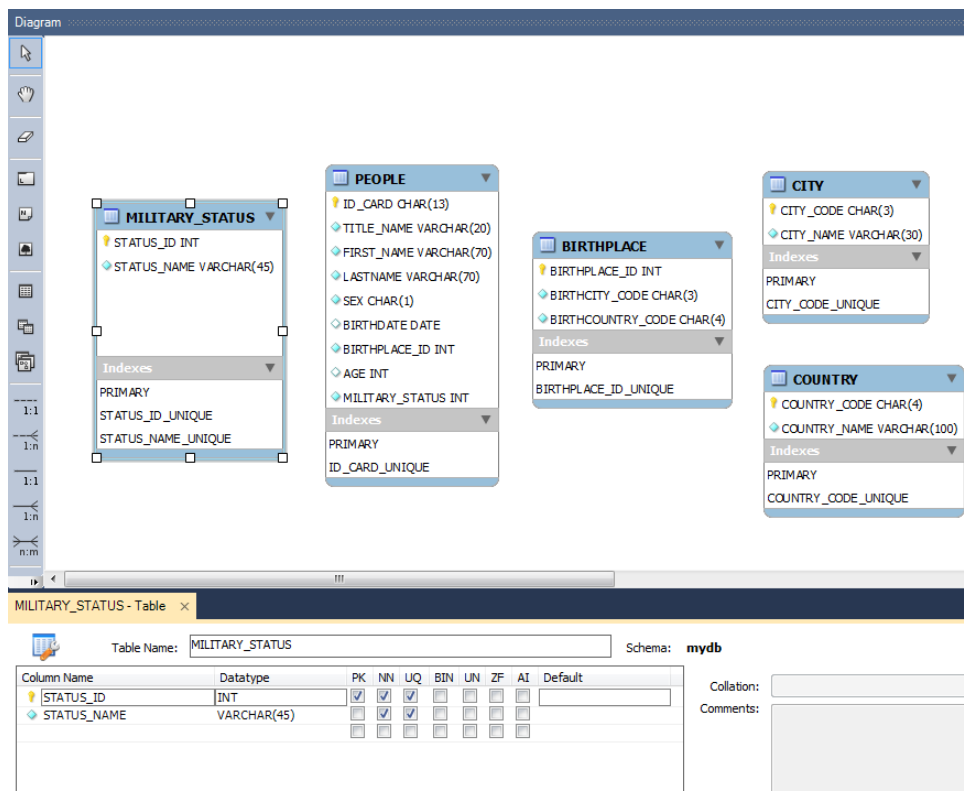 Diagram
1:1
1:n
1:1
1:n
n:m
MILITARY_STATUS
STATUS_ID INT
STATUS_NAME VARCHAR(45)
Indexes
PRIMARY
STATUS_ID_UNIQUE
STATUS_NAME_UNIQUE
PEOPLE
ID_CARD CHAR(13)
TITLE_NAME VARCHAR(20)
FIRST_NAME VARCHAR(70)
LASTNAME VARCHAR(70)
SEX CHAR(1)
BIRTHDATE DATE
BIRTHPLACE_ID INT
AGE INT
MILITARY_STATUS INT
Indexes
PRIMARY
ID_CARD_UNIQUE
BIRTHPLACE
BIRTHPLACE_ID INT
BIRTHCITY_CODE CHAR(3)
BIRTHCOUNTRY_CODE CHAR(4)
Indexes
PRIMARY
BIRTHPLACE_ID_UNIQUE
CITY
CITY_CODE CHAR(3)
CITY_NAME VARCHAR(30)
Indexes
PRIMARY
CITY_CODE_UNIQUE
COUNTRY
COUNTRY_CODE CHAR(4)
COUNTRY_NAME VARCHAR(100)
Indexes
PRIMARY
COUNTRY_CODE_UNIQUE
MILITARY_STATUS - Table ×
Table Name: MILITARY_STATUS Schema: mydb
Column Name Datatype PK NN UQ BIN UN ZF AI Default
STATUS_ID INT
STATUS_NAME VARCHAR(45)
Collation:
Comments: